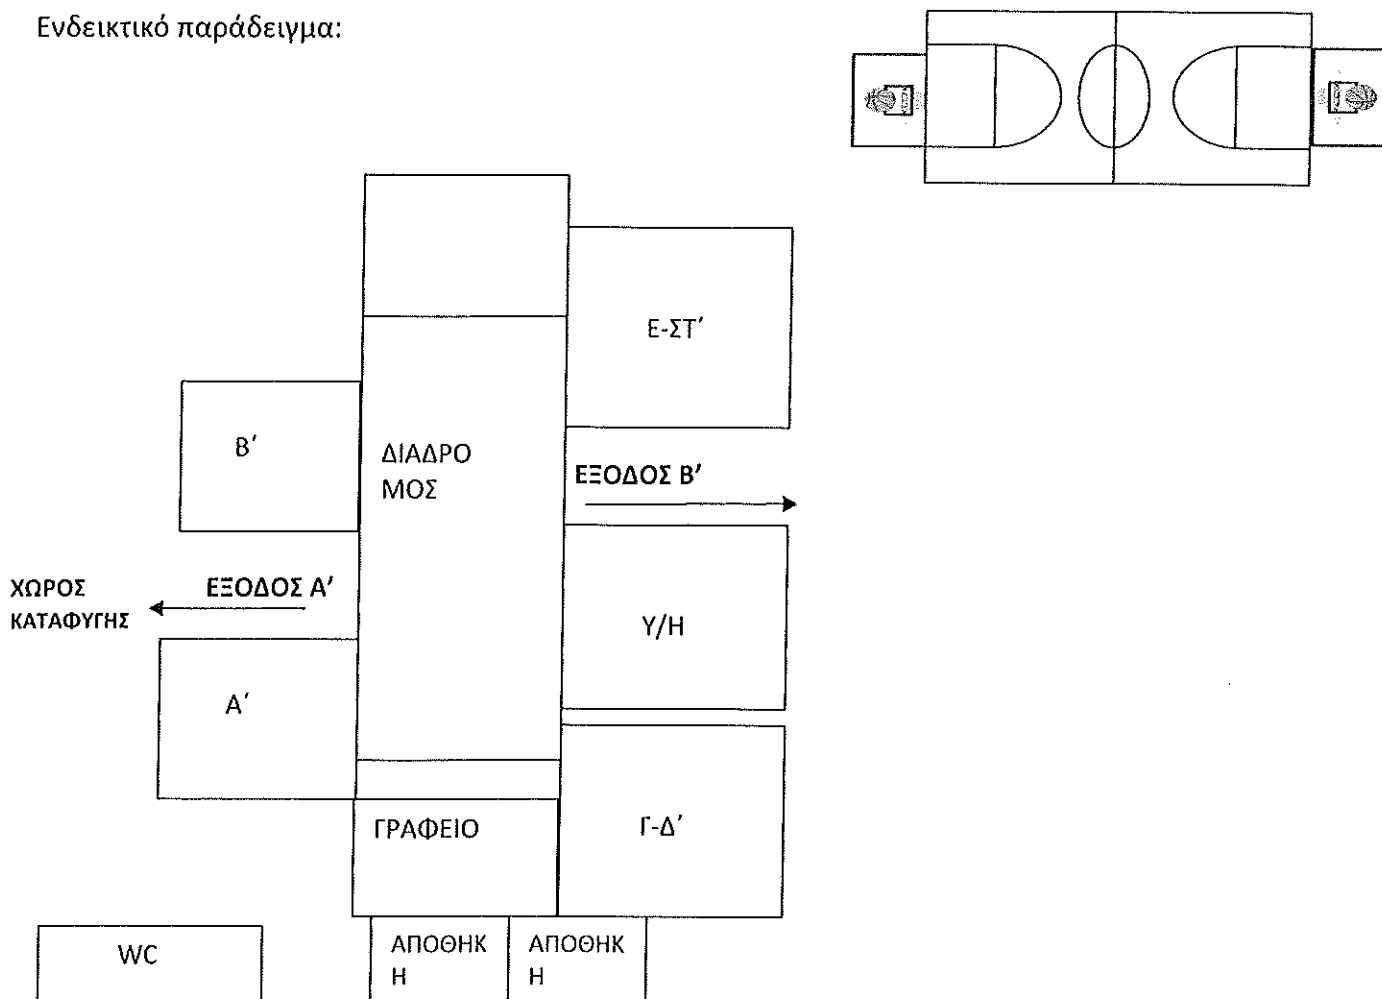 Ενδεικτικό παράδειγμα:
Ε-ΣΤ΄
Β΄
ΔΙΑΔΡΟ
ΜΟΣ
ΕΞΟΔΟΣ Β’
ΧΩΡΟΣ
ΚΑΤΑΦΥΓΗΣ
ΕΞΟΔΟΣ Α’
Υ/Η
Α΄
ΓΡΑΦΕΙΟ
Γ-Δ΄
WC
ΑΠΟΘΗΚ
Η
ΑΠΟΘΗΚ
Η